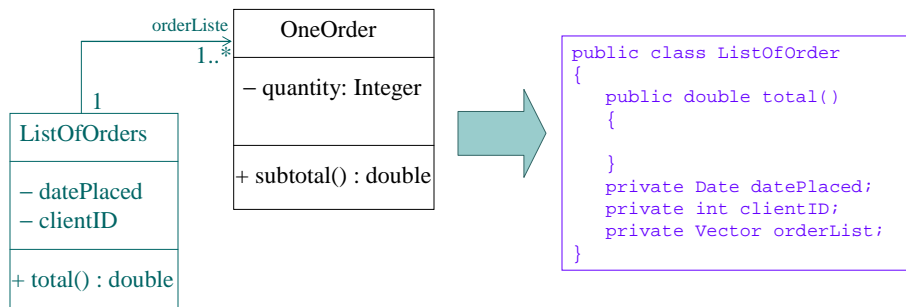 orderListe
1..*
1
OneOrder
– quantity: Integer
+ subtotal() : double
ListOfOrders
– datePlaced
– clientID
+ total() : double
public class ListOfOrder
{
public double total()
{
}
private Date datePlaced;
private int clientID;
private Vector orderList;
}